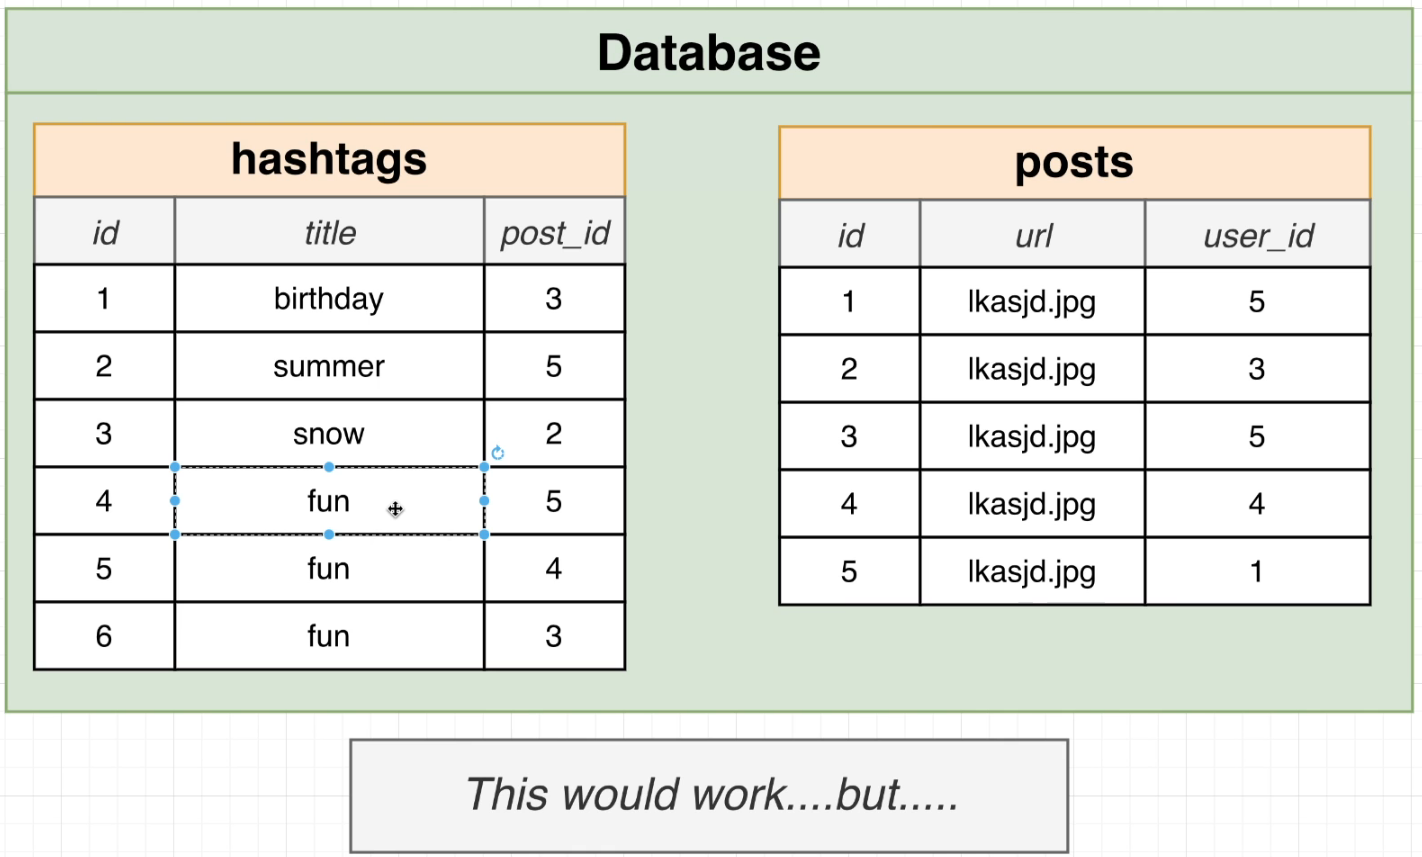 Database
hashtags
id title post_id
1 birthday 3
2 summer 5
3 snow 2
4 fun 5
5 fun 4
6 fun 3
posts
id url user_id
1 lkasjd.jpg 5
2 lkasjd.jpg 3
3 lkasjd.jpg 5
4 lkasjd.jpg 4
5 lkasjd.jpg 1
This would work....but.....